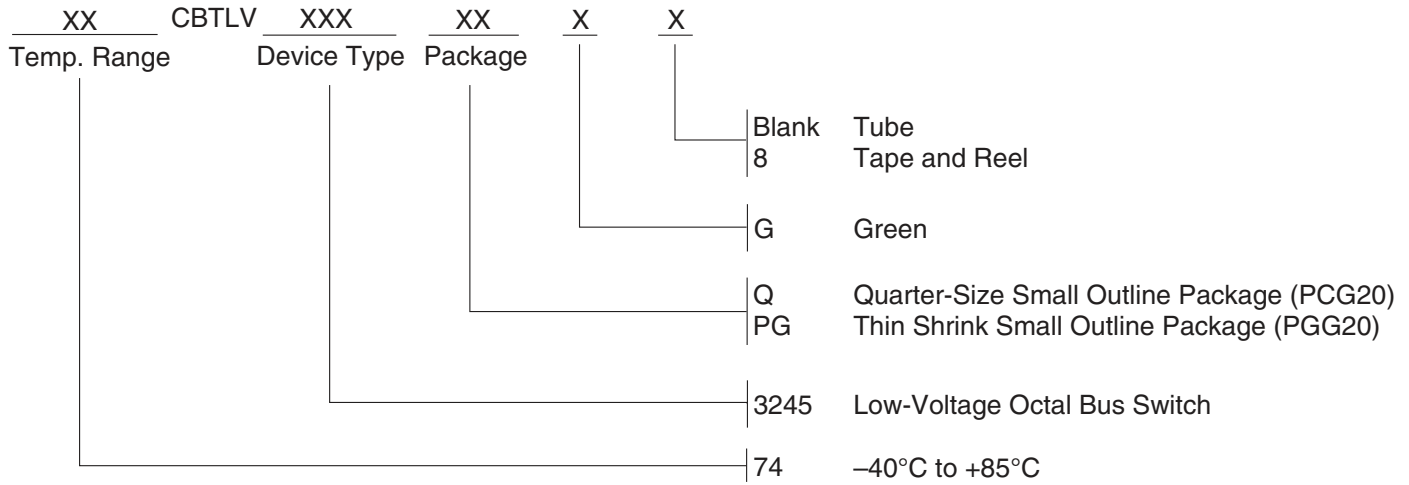 XX CBTLV XXX XX X X
Temp. Range Device Type Package
Blank Tube
8 Tape and Reel
G Green
Q Quarter-Size Small Outline Package (PCG20)
PG Thin Shrink Small Outline Package (PGG20)
3245 Low-Voltage Octal Bus Switch
74 –40°C to +85°C